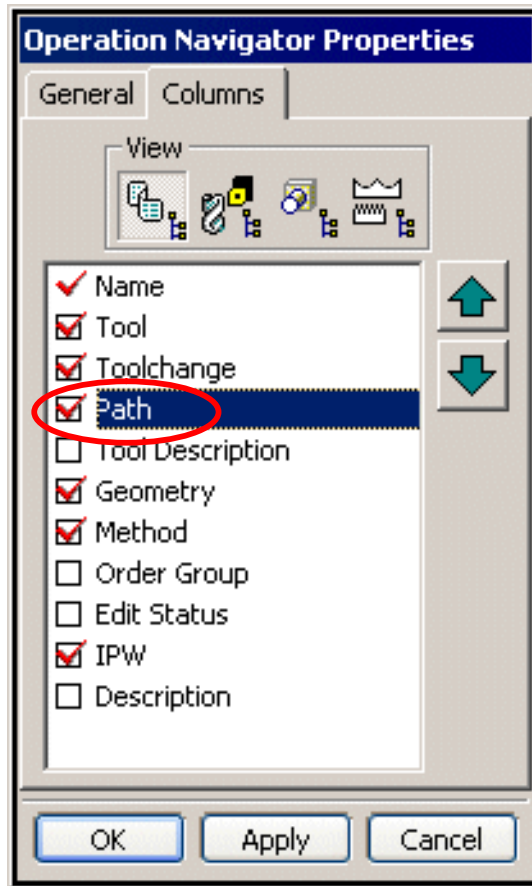 Operation Navigator Properties
General Columns
View
Name
Tool
Toolchange
Path
Tool Description
Geometry
Method
Order Group
Edit Status
IPW
Description
OK Apply Cancel